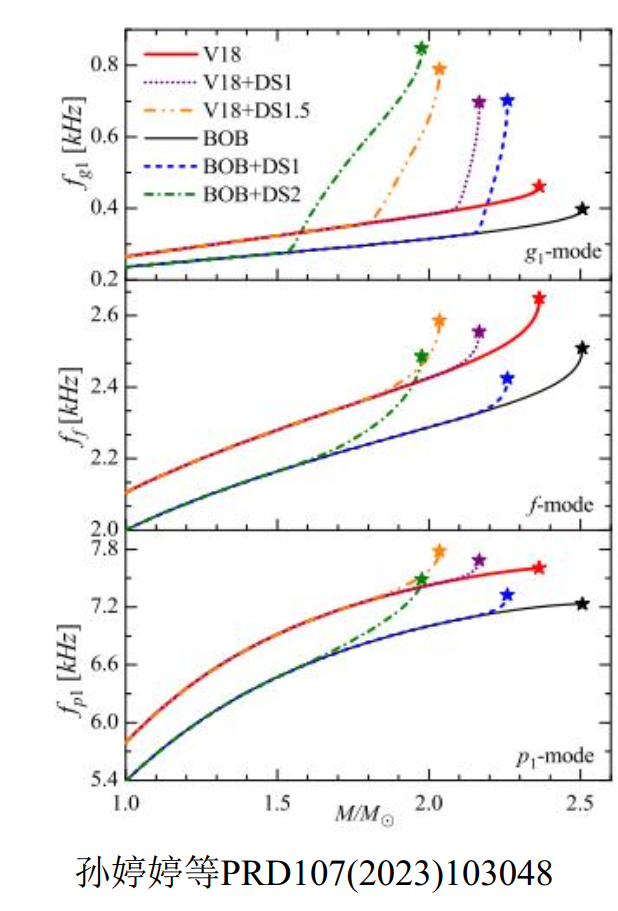 0.8
0.6
0.4
0.2
f_g1 [kHz]
V18
V18+DS1
V18+DS1.5
BOB
BOB+DS1
BOB+DS2
g₁-mode
2.6
2.4
2.2
2.0
f_f [kHz]
f-mode
7.8
7.2
6.6
6.0
5.4
f_p1 [kHz]
p₁-mode
1.0 1.5 2.0 2.5
M/M☉
孙婷婷等PRD107(2023)103048